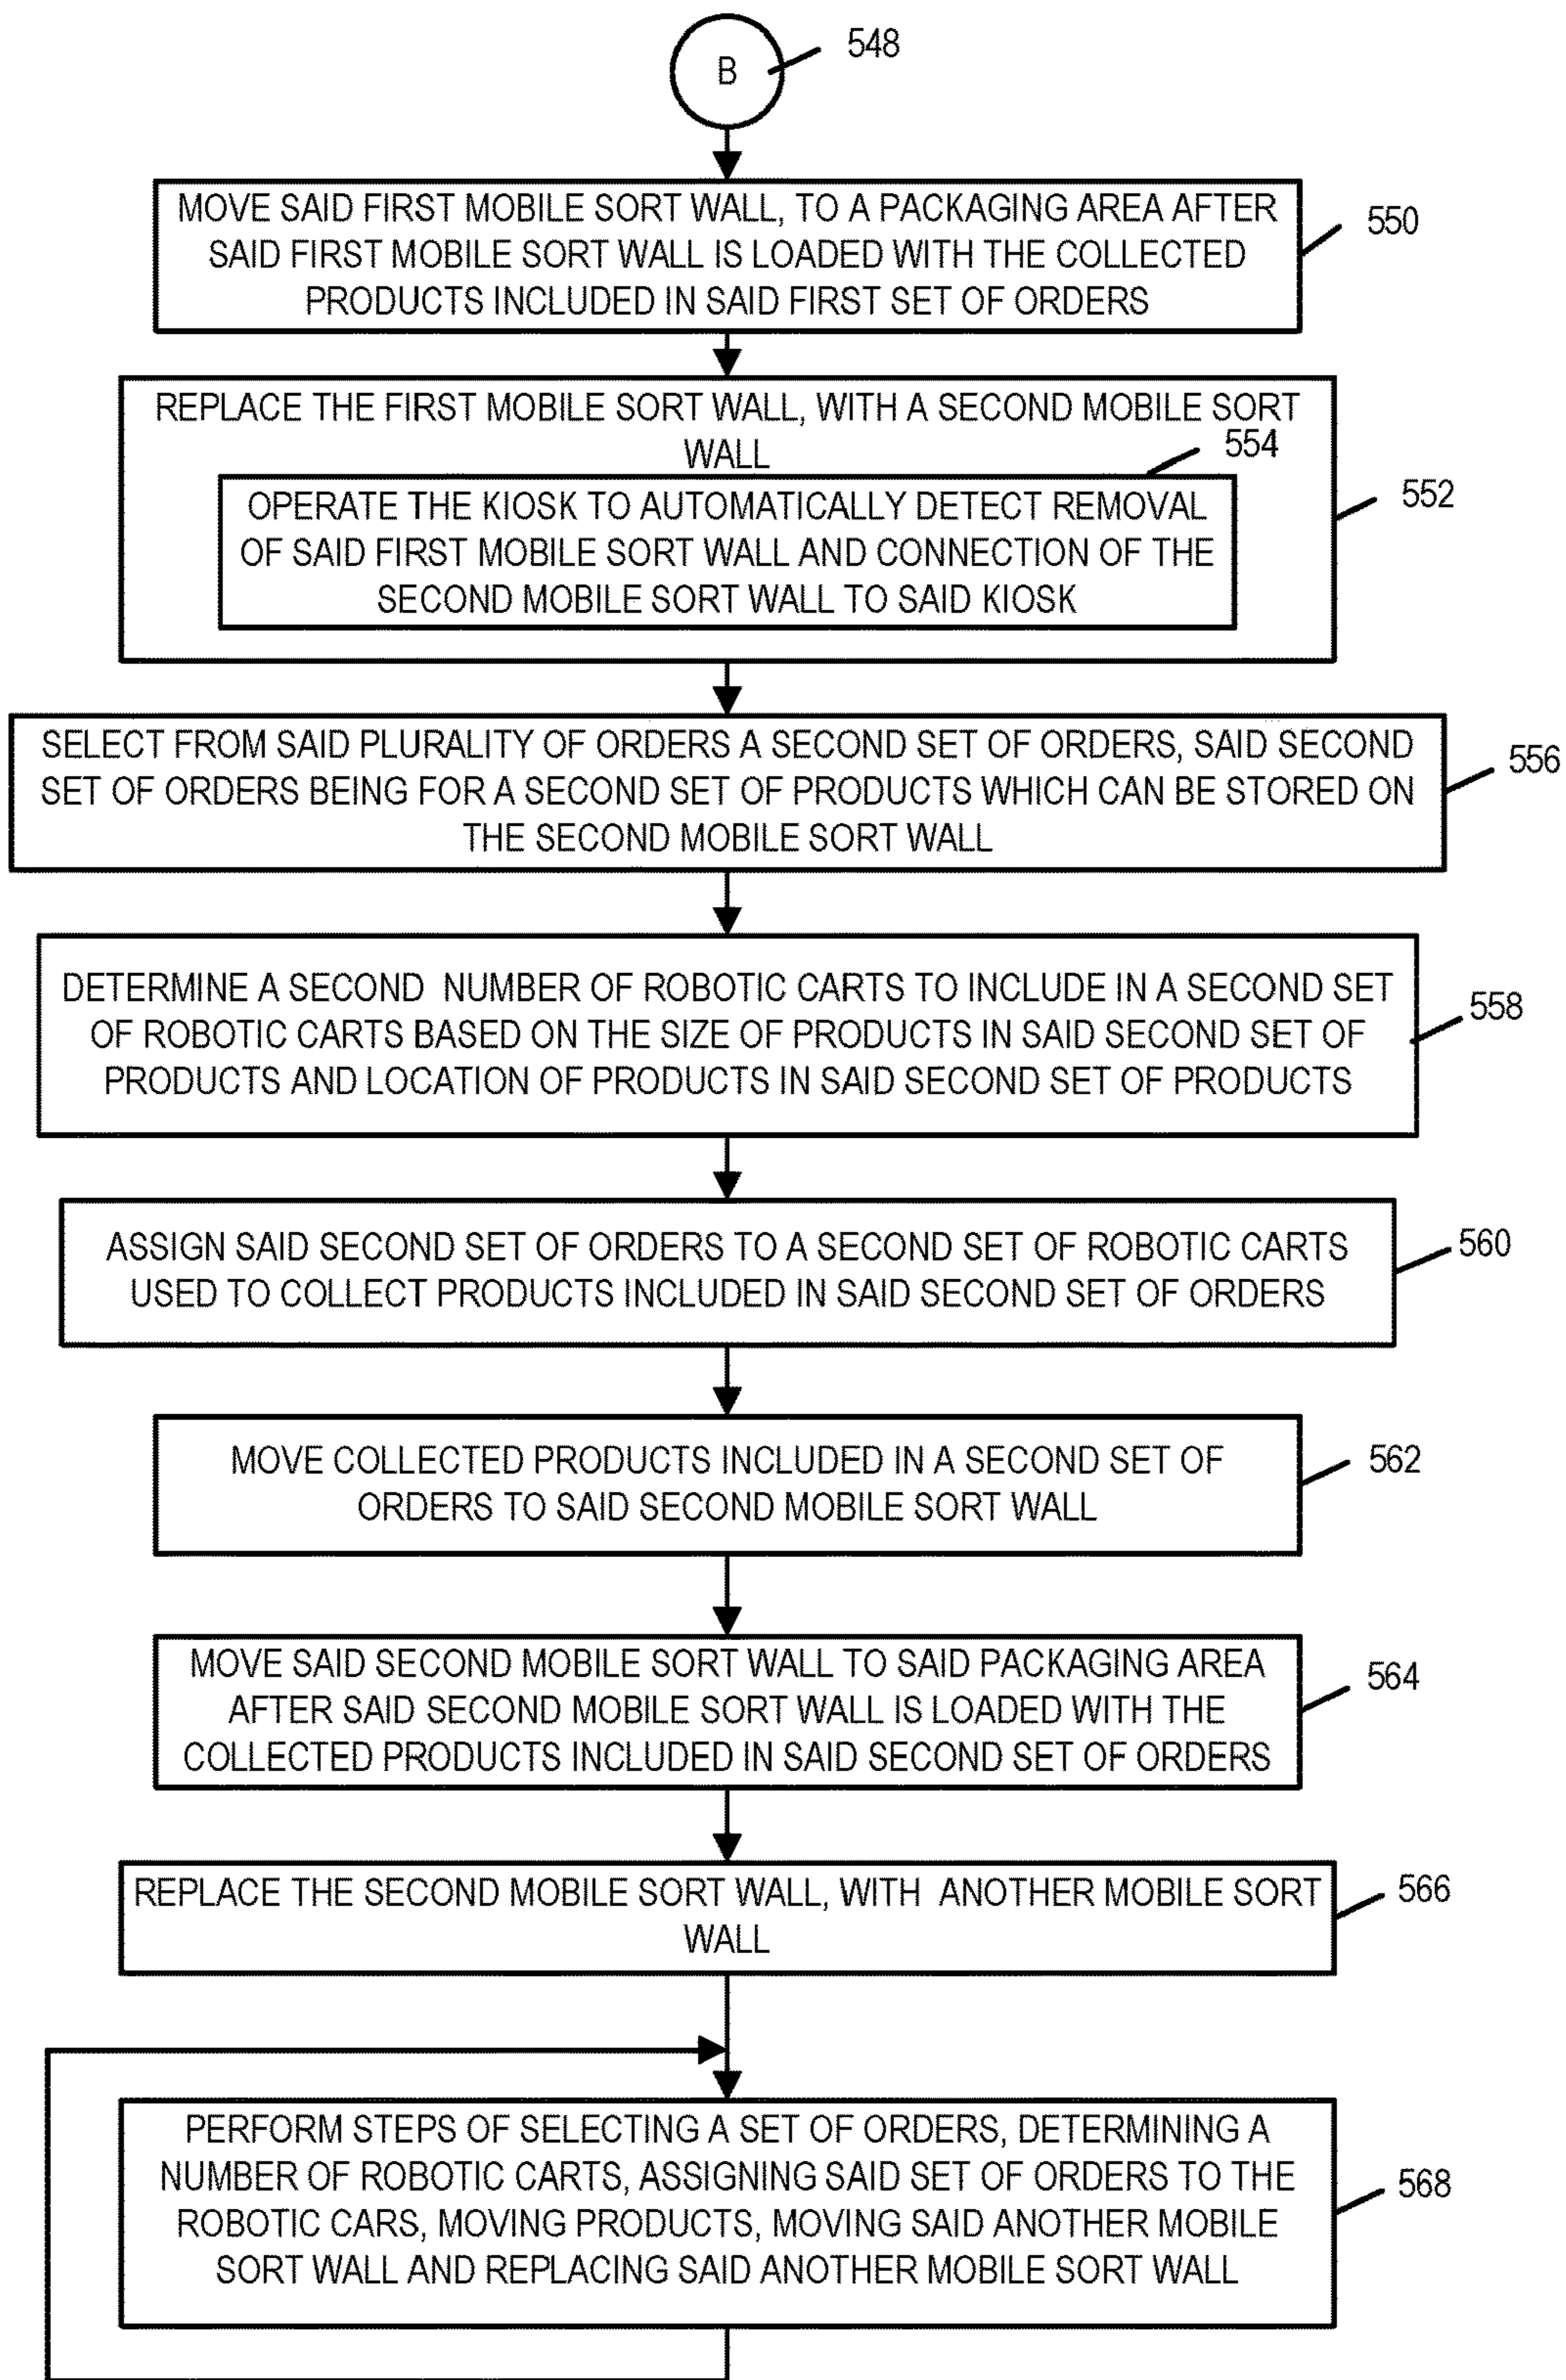 B
548
MOVE SAID FIRST MOBILE SORT WALL, TO A PACKAGING AREA AFTER
SAID FIRST MOBILE SORT WALL IS LOADED WITH THE COLLECTED
PRODUCTS INCLUDED IN SAID FIRST SET OF ORDERS
550
REPLACE THE FIRST MOBILE SORT WALL, WITH A SECOND MOBILE SORT
WALL
554
OPERATE THE KIOSK TO AUTOMATICALLY DETECT REMOVAL
OF SAID FIRST MOBILE SORT WALL AND CONNECTION OF THE
SECOND MOBILE SORT WALL TO SAID KIOSK
552
SELECT FROM SAID PLURALITY OF ORDERS A SECOND SET OF ORDERS, SAID SECOND
SET OF ORDERS BEING FOR A SECOND SET OF PRODUCTS WHICH CAN BE STORED ON
THE SECOND MOBILE SORT WALL
556
DETERMINE A SECOND NUMBER OF ROBOTIC CARTS TO INCLUDE IN A SECOND SET
OF ROBOTIC CARTS BASED ON THE SIZE OF PRODUCTS IN SAID SECOND SET OF
PRODUCTS AND LOCATION OF PRODUCTS IN SAID SECOND SET OF PRODUCTS
558
ASSIGN SAID SECOND SET OF ORDERS TO A SECOND SET OF ROBOTIC CARTS
USED TO COLLECT PRODUCTS INCLUDED IN SAID SECOND SET OF ORDERS
560
MOVE COLLECTED PRODUCTS INCLUDED IN A SECOND SET OF
ORDERS TO SAID SECOND MOBILE SORT WALL
562
MOVE SAID SECOND MOBILE SORT WALL TO SAID PACKAGING AREA
AFTER SAID SECOND MOBILE SORT WALL IS LOADED WITH THE
COLLECTED PRODUCTS INCLUDED IN SAID SECOND SET OF ORDERS
564
REPLACE THE SECOND MOBILE SORT WALL, WITH ANOTHER MOBILE SORT
WALL
566
PERFORM STEPS OF SELECTING A SET OF ORDERS, DETERMINING A
NUMBER OF ROBOTIC CARTS, ASSIGNING SAID SET OF ORDERS TO THE
ROBOTIC CARS, MOVING PRODUCTS, MOVING SAID ANOTHER MOBILE
SORT WALL AND REPLACING SAID ANOTHER MOBILE SORT WALL
568